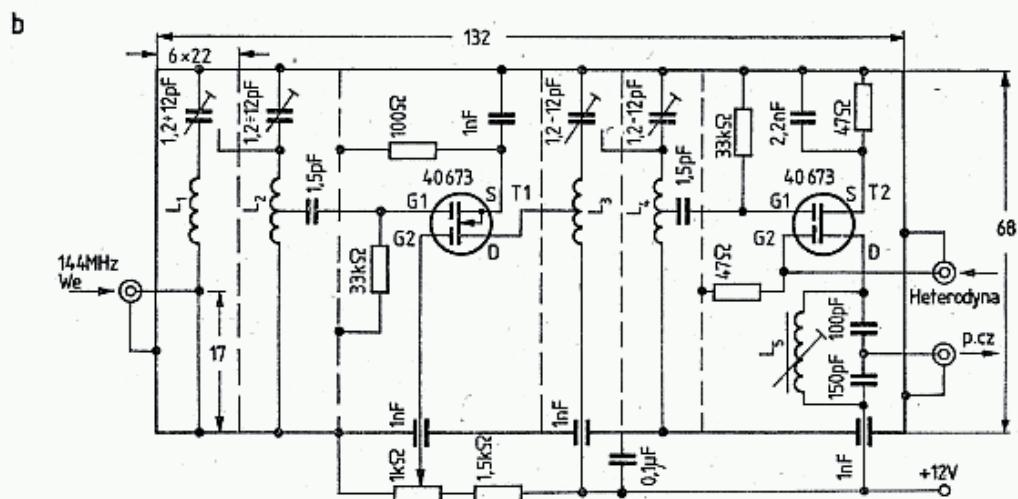 b
132
6×22
1,2÷12pF
1,2÷12pF
100Ω
1nF
1,2-12pF
1,2-12pF
33kΩ
2,2nF
47Ω
L1
L2
1,5pF
40673
S
T1
G1
G2
D
L3
L4
1,5pF
40673
S
T2
G1
G2
D
68
33kΩ
47Ω
144MHz
We
Heterodyna
17
L5
100pF
150pF
p.cz
1nF
1nF
1kΩ
1,5kΩ
0,1µF
1nF
+12V